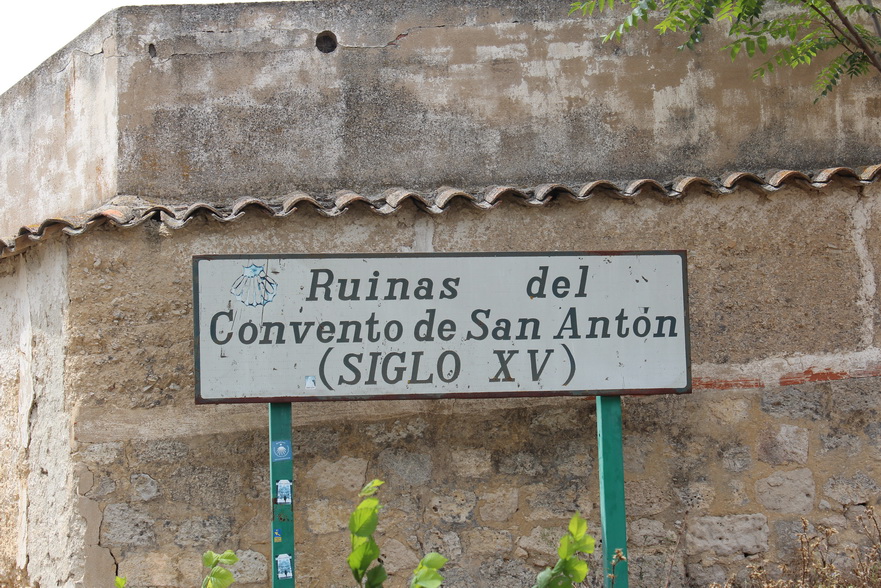 Ruinas del
Convento de San Antón
(SIGLO XV)